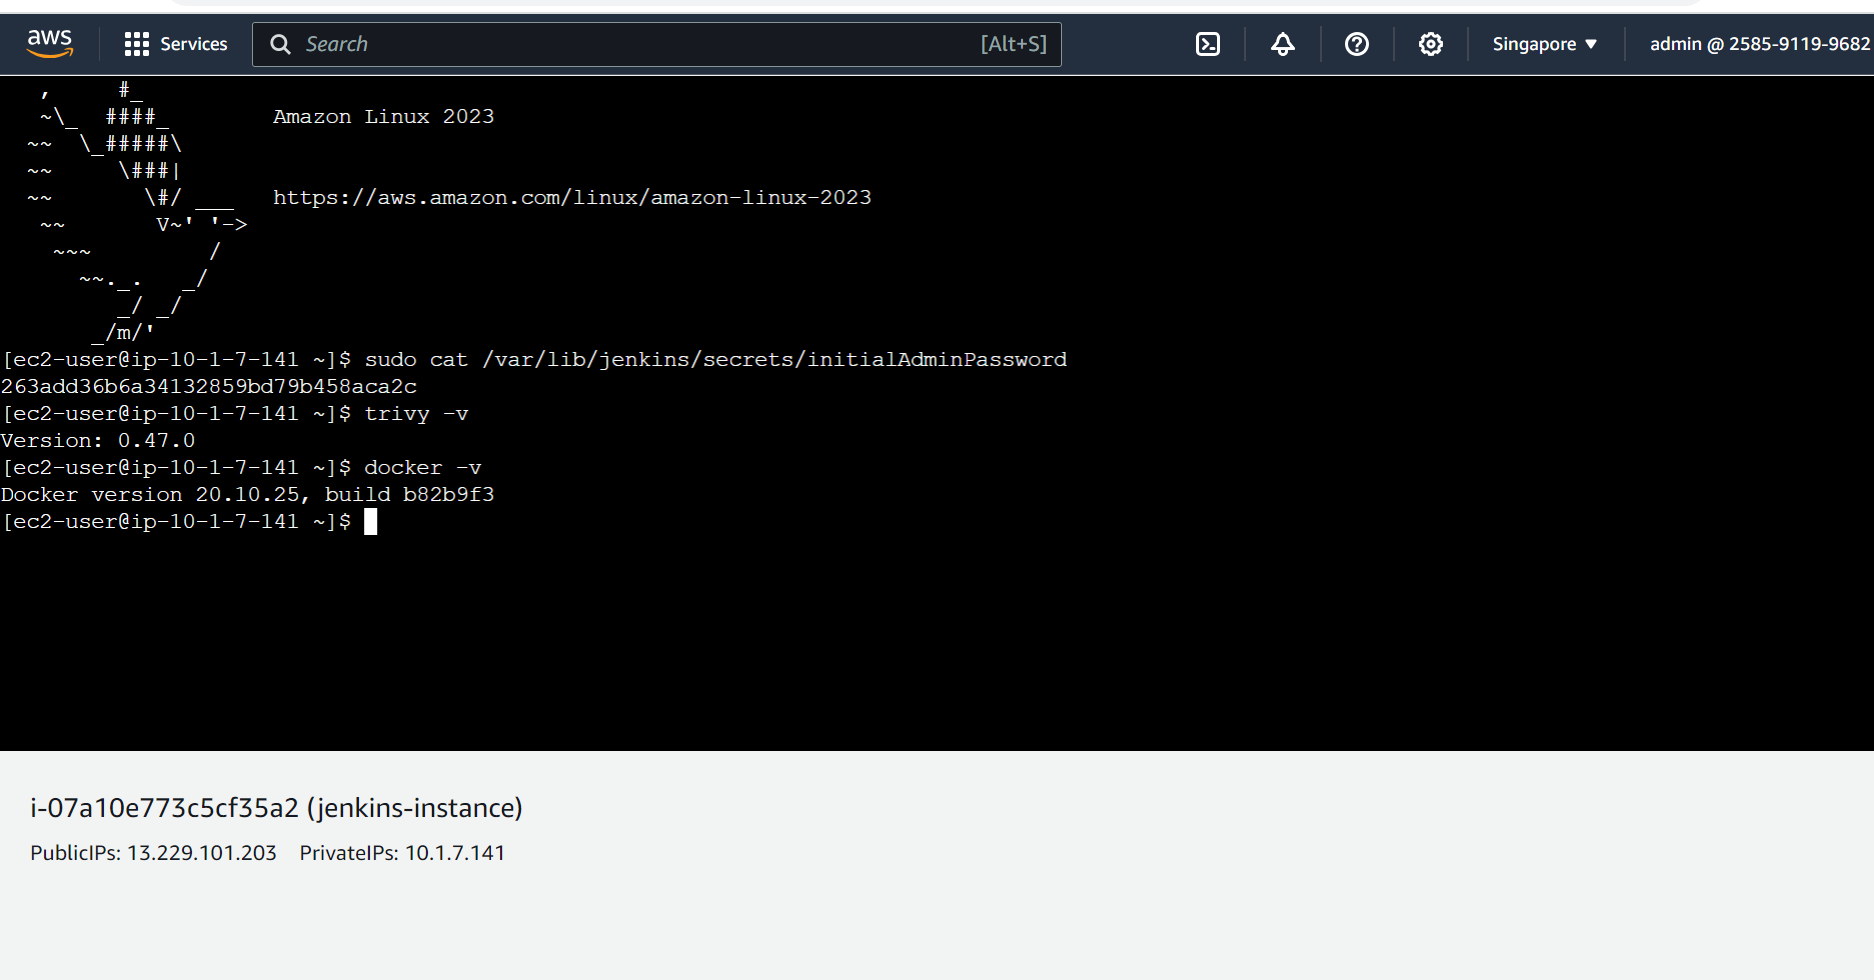 aws Services Search [Alt+S] Singapore ▼ admin @ 2585-9119-9682
   ,     #_
   ~\_  ####_        Amazon Linux 2023
  ~~  \_#####\
  ~~     \###|
  ~~       \#/ ___   https://aws.amazon.com/linux/amazon-linux-2023
   ~~       V~' '->
    ~~~         /
      ~~._.   _/
         _/ _/
       _/m/'
[ec2-user@ip-10-1-7-141 ~]$ sudo cat /var/lib/jenkins/secrets/initialAdminPassword
263add36b6a34132859bd79b458aca2c
[ec2-user@ip-10-1-7-141 ~]$ trivy -v
Version: 0.47.0
[ec2-user@ip-10-1-7-141 ~]$ docker -v
Docker version 20.10.25, build b82b9f3
[ec2-user@ip-10-1-7-141 ~]$
i-07a10e773c5cf35a2 (jenkins-instance)
PublicIPs: 13.229.101.203 PrivateIPs: 10.1.7.141